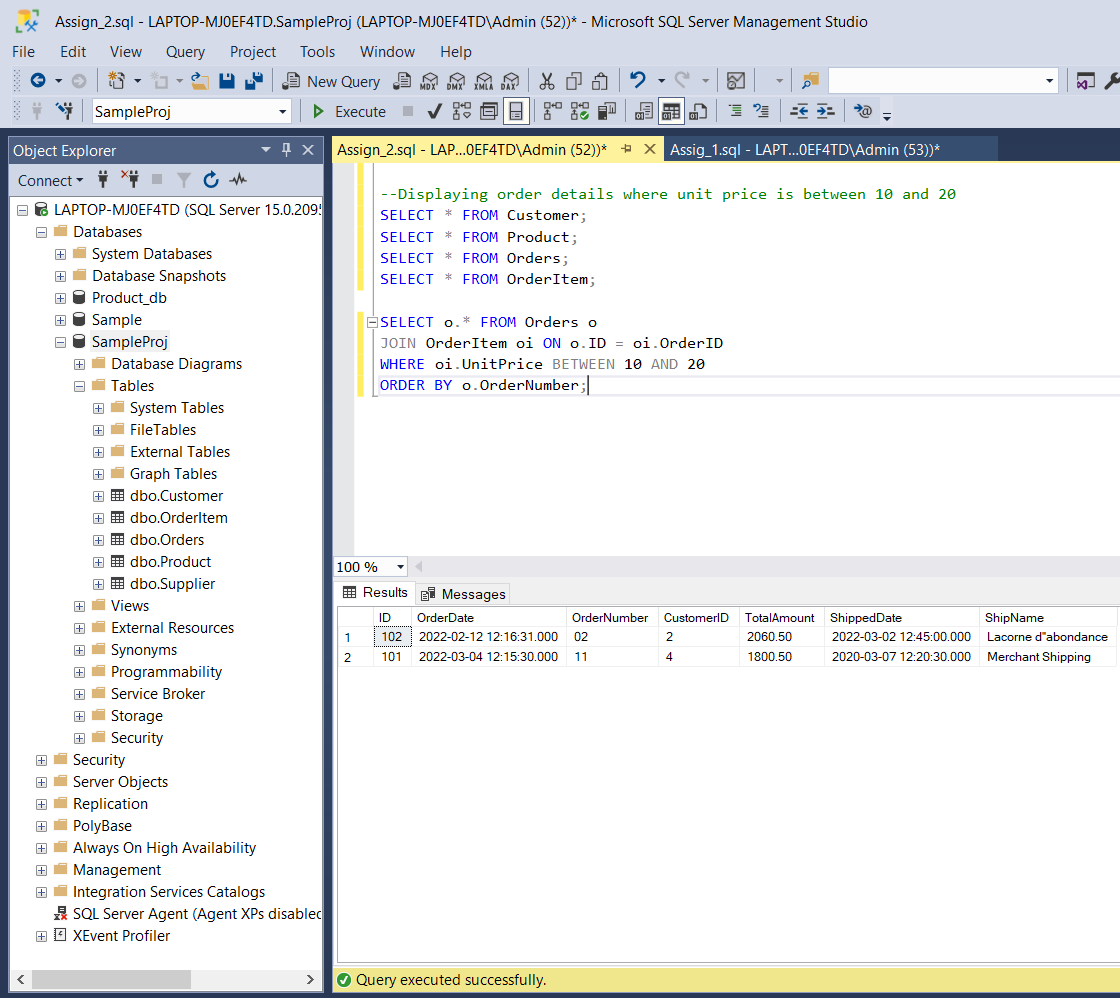 Assign_2.sql - LAPTOP-MJ0EF4TD.SampleProj (LAPTOP-MJ0EF4TD\Admin (52))* - Microsoft SQL Server Management Studio
File Edit View Query Project Tools Window Help
New Query MDX DMX XMLA DAX
SampleProj Execute
Object Explorer
Connect
LAPTOP-MJ0EF4TD (SQL Server 15.0.2095
Databases
System Databases
Database Snapshots
Product_db
Sample
SampleProj
Database Diagrams
Tables
System Tables
FileTables
External Tables
Graph Tables
dbo.Customer
dbo.OrderItem
dbo.Orders
dbo.Product
dbo.Supplier
Views
External Resources
Synonyms
Programmability
Service Broker
Storage
Security
Security
Server Objects
Replication
PolyBase
Always On High Availability
Management
Integration Services Catalogs
SQL Server Agent (Agent XPs disabled
XEvent Profiler
Assign_2.sql - LAP...0EF4TD\Admin (52))* Assig_1.sql - LAPT...0EF4TD\Admin (53))*
--Displaying order details where unit price is between 10 and 20
SELECT * FROM Customer;
SELECT * FROM Product;
SELECT * FROM Orders;
SELECT * FROM OrderItem;
SELECT o.* FROM Orders o
JOIN OrderItem oi ON o.ID = oi.OrderID
WHERE oi.UnitPrice BETWEEN 10 AND 20
ORDER BY o.OrderNumber;
100 %
Results Messages
ID OrderDate OrderNumber CustomerID TotalAmount ShippedDate ShipName
1 102 2022-02-12 12:16:31.000 02 2 2060.50 2022-03-02 12:45:00.000 Lacorne d"abondance
2 101 2022-03-04 12:15:30.000 11 4 1800.50 2020-03-07 12:20:30.000 Merchant Shipping
Query executed successfully.